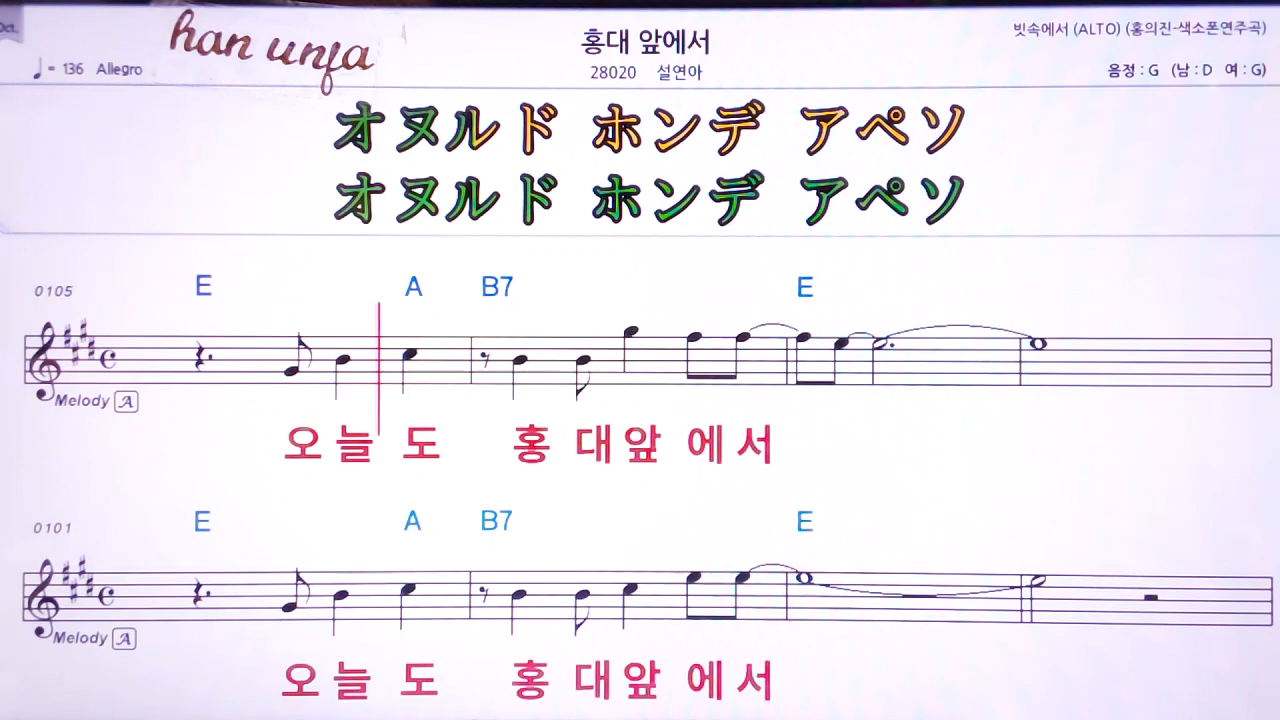 Oct.
han unfa
홍대 앞에서
빗속에서 (ALTO) (홍의진-색소폰연주곡)
♩= 136 Allegro
28020 설연아
음정 : G (남 : D 여 : G)
オヌルド ホンデ アペソ
オヌルド ホンデ アペソ
0105 E A B7 E
Melody A
오 늘 도 홍 대 앞 에 서
0101 E A B7 E
Melody A
오 늘 도 홍 대 앞 에 서